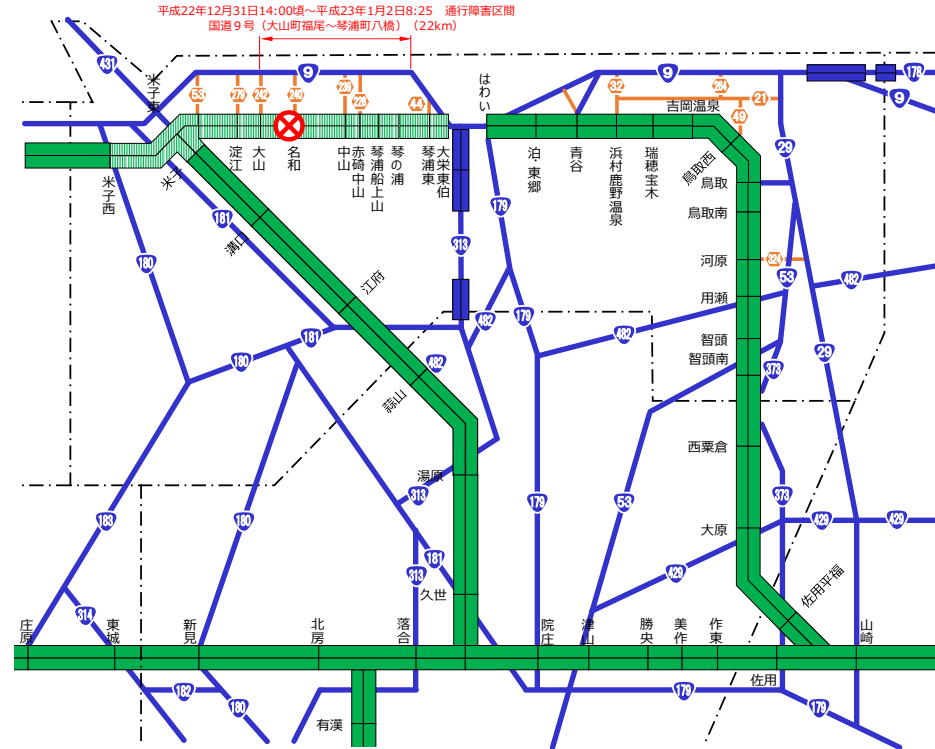 平成22年12月31日14:00頃～平成23年1月2日8:25　通行障害区間
国道９号（大山町福尾～琴浦町八橋）（22km）
431
米子東
53
279
242
240
9
239
228
44
はわい
32
9
284
21
49
吉岡温泉
178
9
29
米子西
米子
淀江
大山
名和
中山
赤碕中山
琴浦船上山
琴の浦
琴浦東
大栄東伯
泊・東郷
青谷
浜村鹿野温泉
瑞穂宝木
鳥取西
鳥取
鳥取南
181
溝口
180
179
313
河原
324
53
482
江府
用瀬
482
179
482
智頭
智頭南
181
180
482
29
373
蒜山
西粟倉
湯原
313
179
53
373
183
180
大原
429
429
181
313
久世
429
佐用平福
314
庄原
東城
新見
北房
落合
院庄
津山
勝央
美作
作東
山崎
佐用
182
180
有漢
179
179